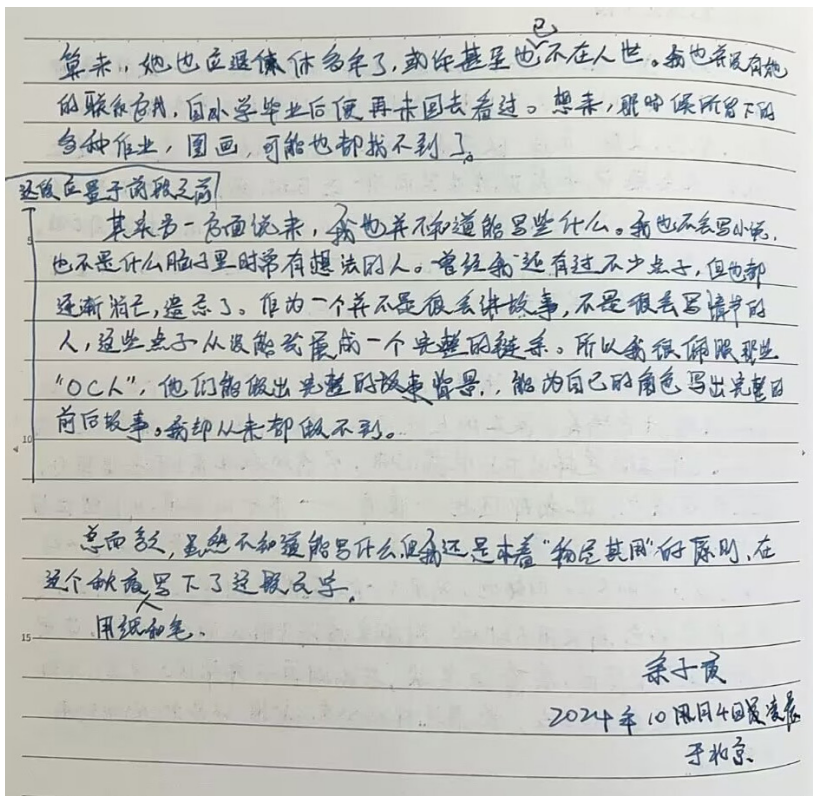 算来，她也应退休多年了，或许甚至也已不在人世。我也并没有她
的联系方式，自小学毕业后便再未回去看过。想来，那时候所留下的
各种作业，图画，可能也都找不到了。
这段应置于前段之前
其实另一方面说来，我也并不知道能写些什么。我也不会写小说，
也不是什么脑子里时常有想法的人。曾经我还有过不少点子，但也都
逐渐消亡，遗忘了。作为一个并不是很会讲故事，不是很会写情节的
人，这些点子从没能发展成一个完整的链条。所以我很佩服那些
“OC人”，他们能做出完整的故事背景，能为自己的角色写出完整的
前后故事。我却从来都做不到。
总而言之，虽然不知道能写什么但我还是本着“物尽其用”的原则，在
这个秋夜用纸和笔写下了这段文字。
2024年10月4日凌晨
于北京
5
10
15